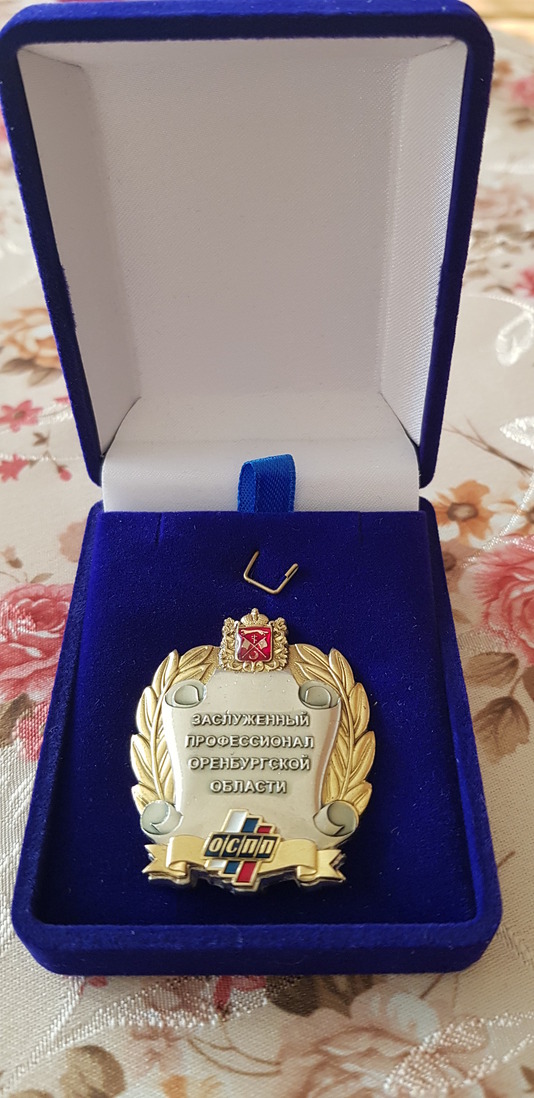 ЗАСЛУЖЕННЫЙ
ПРОФЕССИОНАЛ
ОРЕНБУРГСКОЙ
ОБЛАСТИ
ОСПП